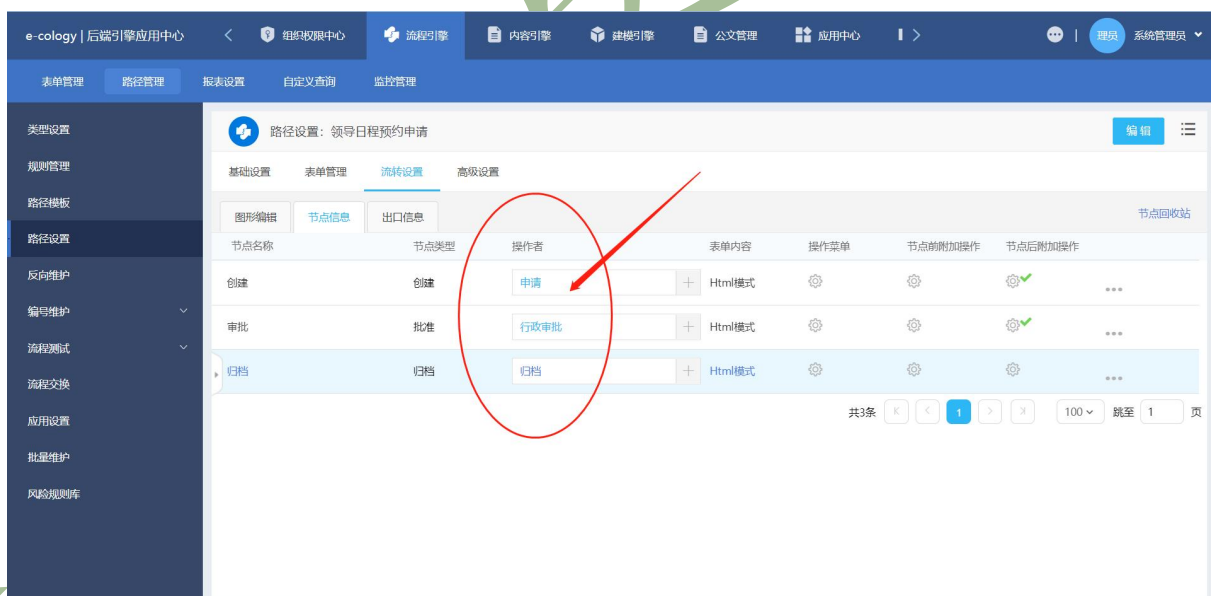 e-cology | 后端引擎应用中心 组织权限中心 流程引擎 内容引擎 建模引擎 公文管理 应用中心 理员 系统管理员
表单管理 路径管理 报表设置 自定义查询 监控管理
类型设置
规则管理
路径模板
路径设置
反向维护
编号维护
流程测试
流程交换
应用设置
批量维护
风险规则库
路径设置：领导日程预约申请 编辑
基础设置 表单管理 流转设置 高级设置
图形编辑 节点信息 出口信息 节点回收站
节点名称 节点类型 操作者 表单内容 操作菜单 节点前附加操作 节点后附加操作
创建 创建 申请 Html模式
审批 批准 行政审批 Html模式
归档 归档 归档 Html模式
共3条 1 100 跳至 1 页